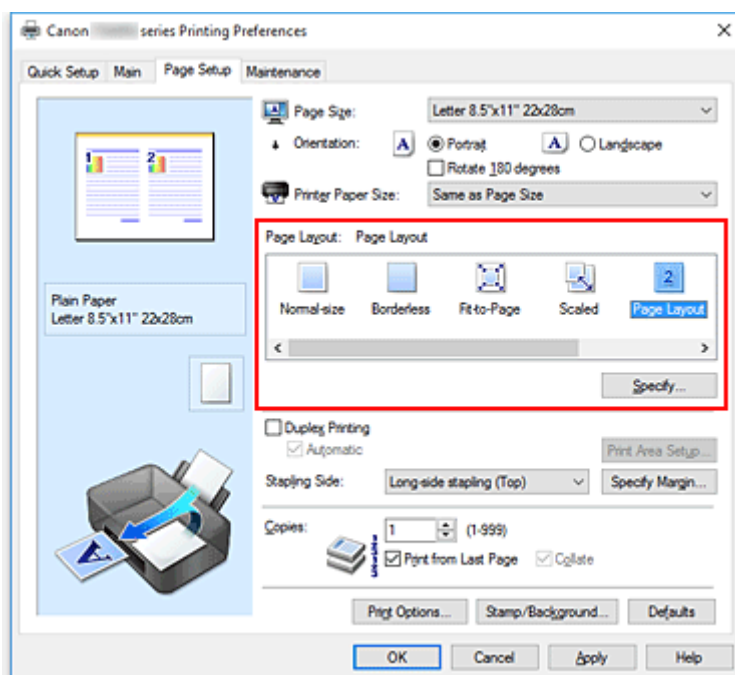 Canon series Printing Preferences
Quick Setup Main Page Setup Maintenance
1 2
Plain Paper
Letter 8.5"x11" 22x28cm
Page Size: Letter 8.5"x11" 22x28cm
Orientation: A Portrait A Landscape
Rotate 180 degrees
Printer Paper Size: Same as Page Size
Page Layout: Page Layout
2
Normal-size Borderless Fit-to-Page Scaled Page Layout
Specify...
Duplex Printing
Automatic Print Area Setup...
Stapling Side: Long-side stapling (Top) Specify Margin...
Copies: 1 (1-999)
Print from Last Page Collate
A
Print Options... Stamp/Background... Defaults
OK Cancel Apply Help